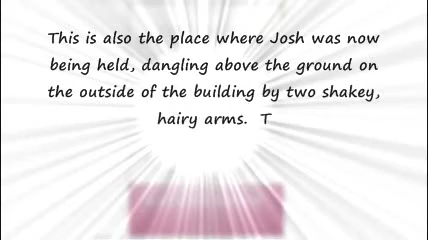 This is also the place where Josh was now
being held, dangling above the ground on
the outside of the building by two shakey,
hairy arms.  T